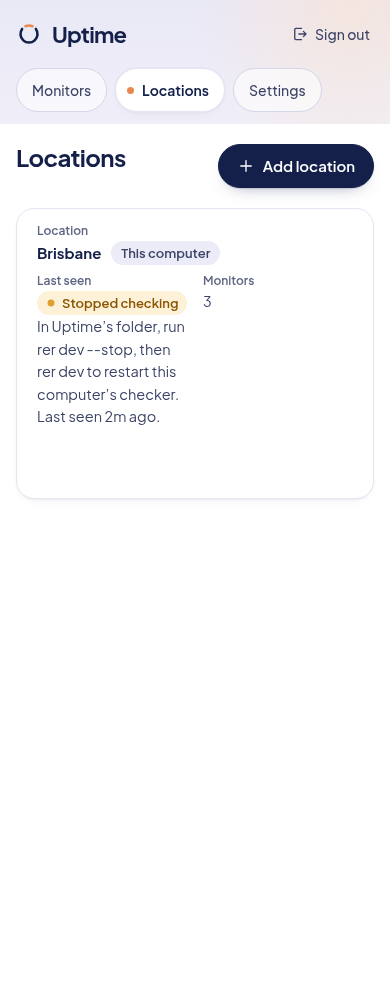 Uptime
Sign out
Monitors
Locations
Settings
Locations
Add location
Location
Brisbane
This computer
Last seen
Monitors
Stopped checking
3
In Uptime's folder, run
rer dev --stop, then
rer dev to restart this
computer's checker.
Last seen 2m ago.